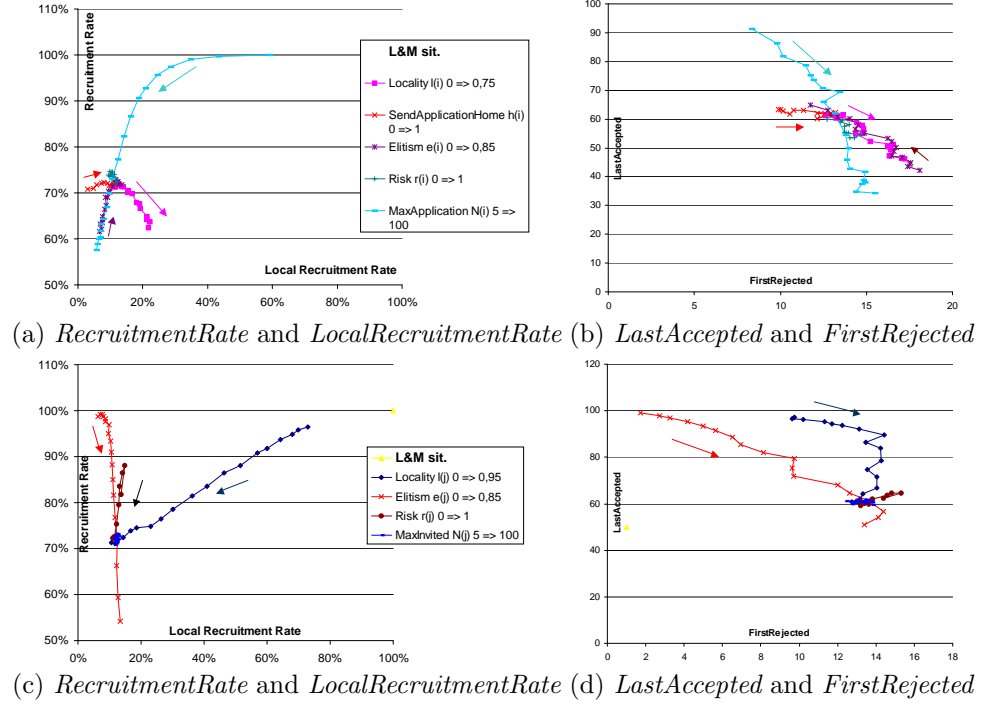 110%
100%
90%
80%
70%
60%
50%
0%
20%
40%
60%
80%
100%
Recruitment Rate
Local Recruitment Rate
L&M sit.
Locality l(i) 0 => 0,75
SendApplicationHome h(i)
0 => 1
Elitism e(i) 0 => 0,85
Risk r(i) 0 => 1
MaxApplication N(i) 5 =>
100
100
90
80
70
60
50
40
30
20
10
0
0
5
10
15
20
LastAccepted
FirstRejected
(a) RecruitmentRate and LocalRecruitmentRate (b) LastAccepted and FirstRejected
110%
100%
90%
80%
70%
60%
50%
0%
20%
40%
60%
80%
100%
Recruitment Rate
Local Recruitment Rate
L&M sit.
Locality l(j) 0 => 0,95
Elitism e(j) 0 => 0,85
Risk r(j) 0 => 1
MaxInvited N(j) 5 => 100
120
100
80
60
40
20
0
0
2
4
6
8
10
12
14
16
18
LastAccepted
FirstRejected
(c) RecruitmentRate and LocalRecruitmentRate (d) LastAccepted and FirstRejected